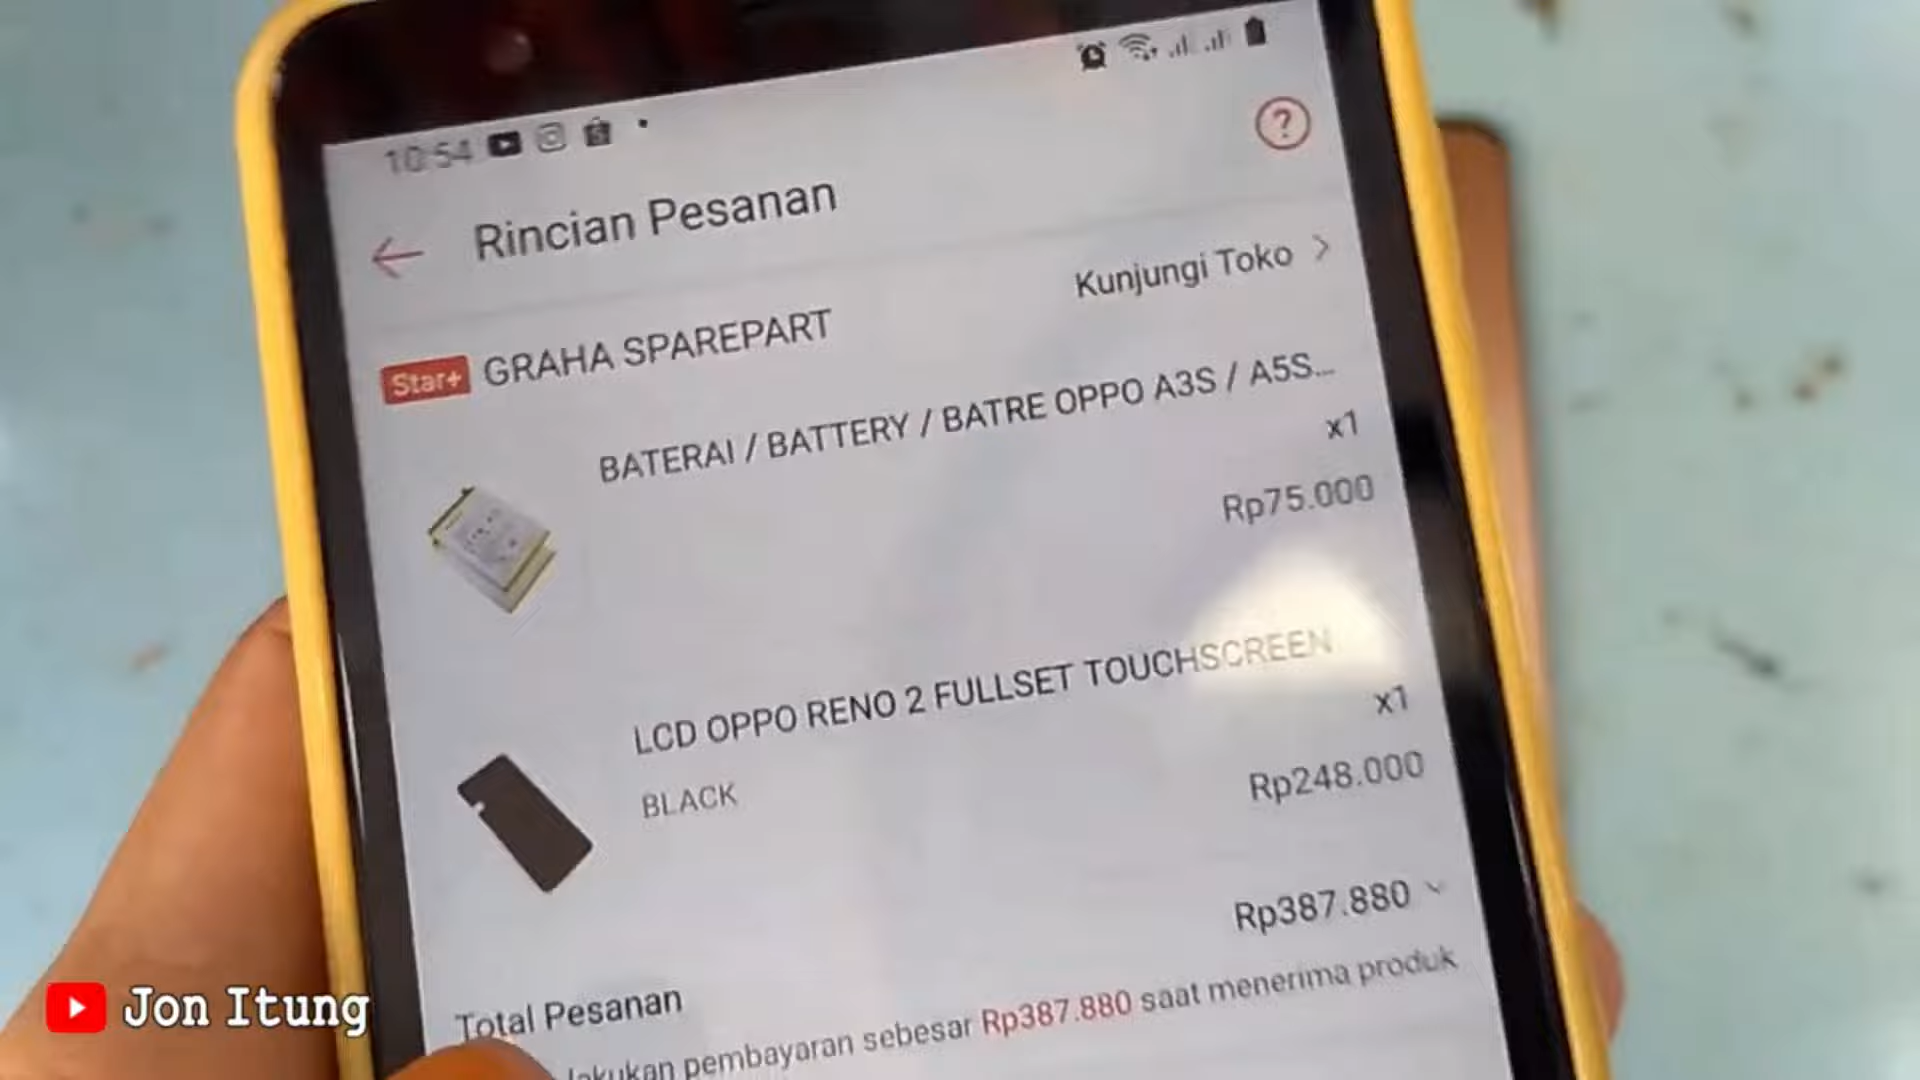 10:54
Rincian Pesanan
?
Star+ GRAHA SPAREPART
Kunjungi Toko >
BATERAI / BATTERY / BATRE OPPO A3S / A5S...
x1
Rp75.000
LCD OPPO RENO 2 FULLSET TOUCHSCREEN
BLACK
x1
Rp248.000
Total Pesanan
Rp387.880
lakukan pembayaran sebesar Rp387.880 saat menerima produk
Jon Itung